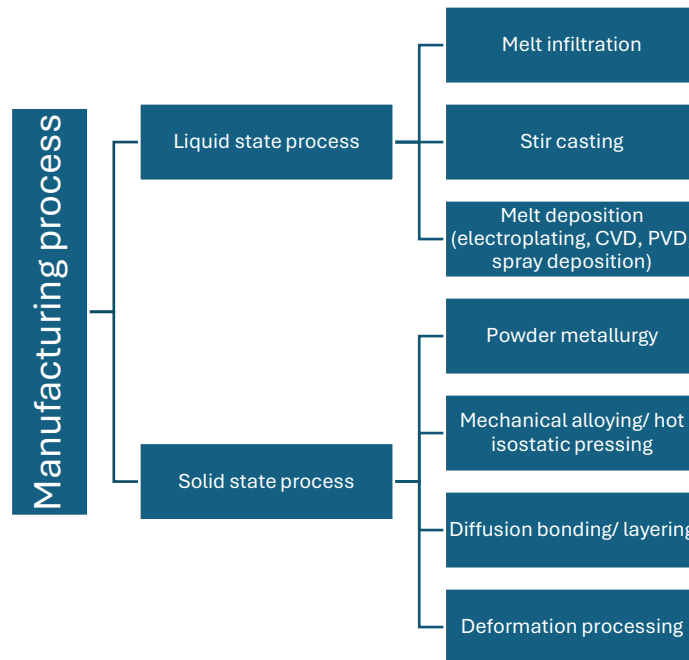 Manufacturing process
Liquid state process
Melt infiltration
Stir casting
Melt deposition
(electroplating, CVD, PVD
spray deposition)
Solid state process
Powder metallurgy
Mechanical alloying/ hot
isostatic pressing
Diffusion bonding/ layering
Deformation processing